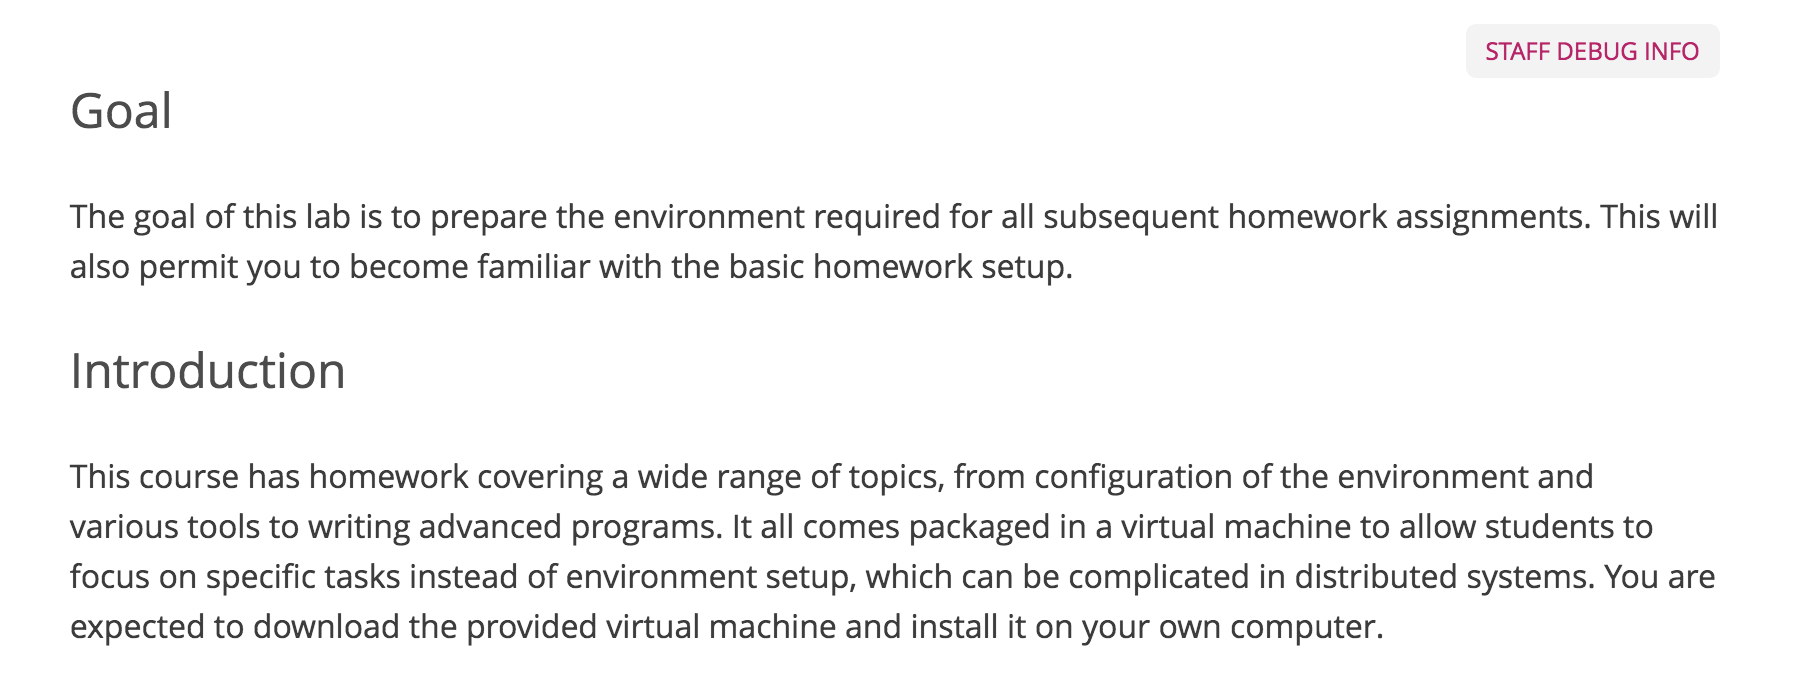 STAFF DEBUG INFO
Goal
The goal of this lab is to prepare the environment required for all subsequent homework assignments. This will
also permit you to become familiar with the basic homework setup.
Introduction
This course has homework covering a wide range of topics, from configuration of the environment and
various tools to writing advanced programs. It all comes packaged in a virtual machine to allow students to
focus on specific tasks instead of environment setup, which can be complicated in distributed systems. You are
expected to download the provided virtual machine and install it on your own computer.